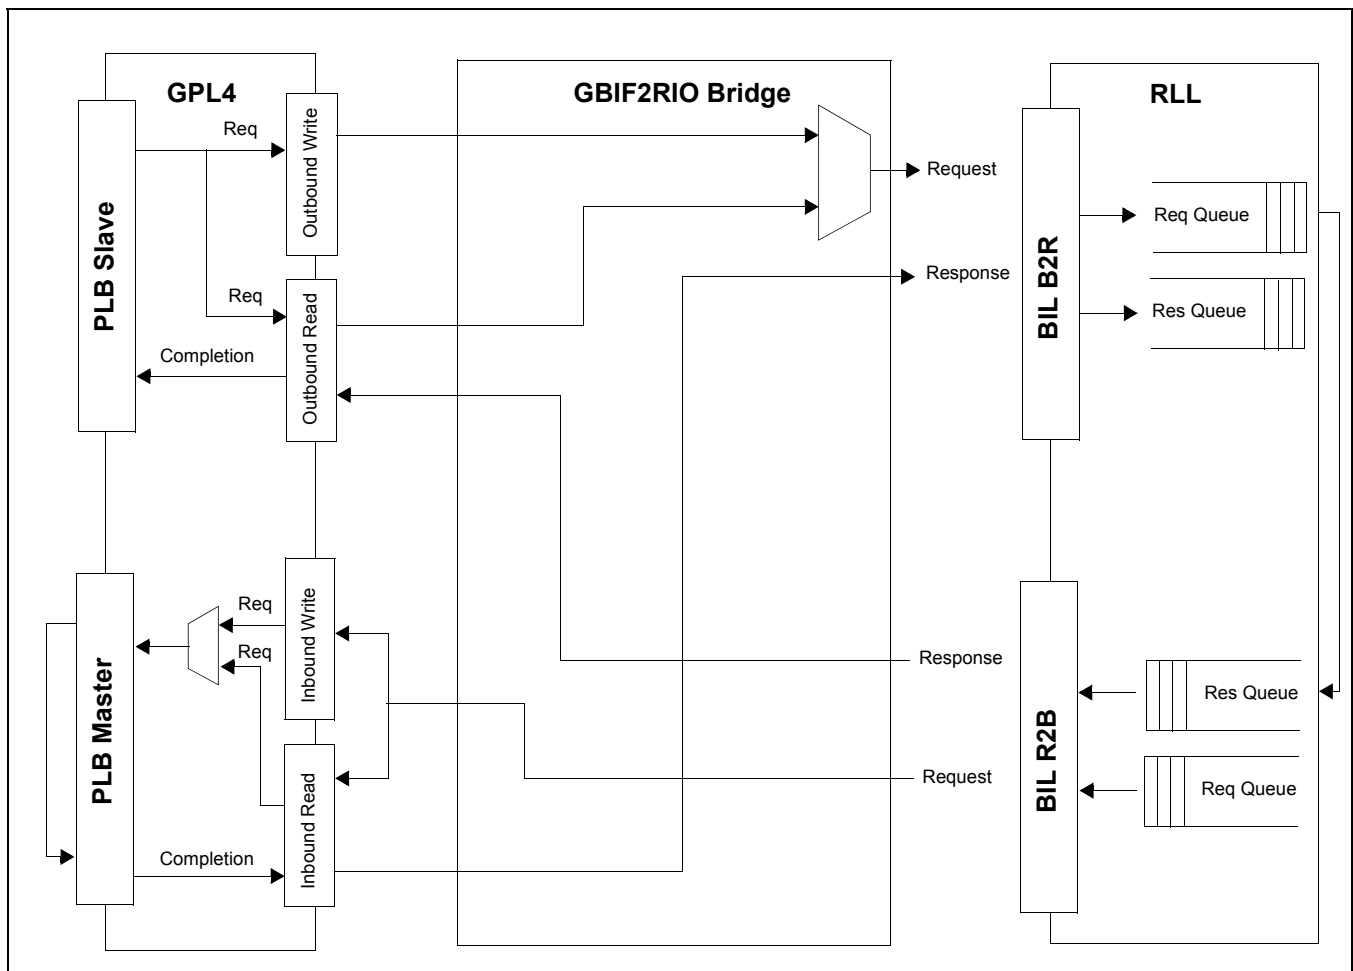 GPL4
GBIF2RIO Bridge
RLL
Req
Outbound Write
Request
PLB Slave
Req Queue
BIL B2R
Response
Req
Outbound Read
Res Queue
Completion
Req
Inbound Write
Req
Response
PLB Master
Res Queue
BIL R2B
Request
Req Queue
Inbound Read
Completion